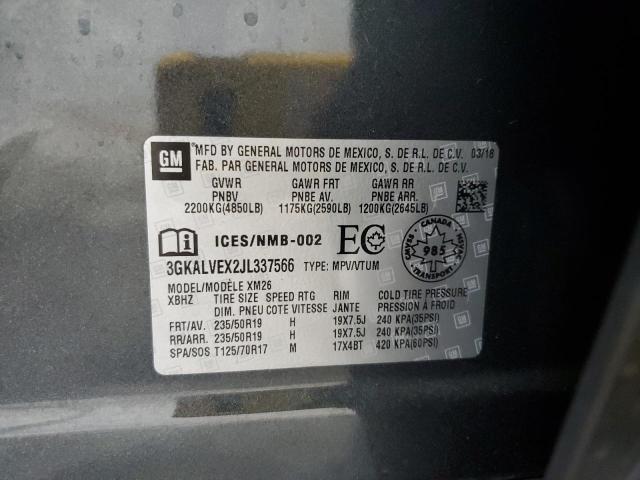 GM
MFD BY GENERAL MOTORS DE MEXICO, S. DE R.L. DE C.V. 03/18
FAB. PAR GENERAL MOTORS DE MEXICO, S. DE R.L. DE C.V.
GVWR GAWR FRT GAWR RR
PNBV PNBE AV. PNBE ARR
2200KG(4850LB) 1175KG(2590LB) 1200KG(2645LB)
i ICES/NMB-002 EC CANADA 985 TRANSPORT CMVSS NSVAC
3GKALVEX2JL337566 TYPE: MPV/VTUM
MODEL/MODÈLE XM26
XBHZ TIRE SIZE SPEED RTG RIM COLD TIRE PRESSURE
DIM. PNEU COTE VITESSE JANTE PRESSION À FROID
FRT/AV. 235/50R19 H 19X7.5J 240 KPA(35PSI)
RR/ARR. 235/50R19 H 19X7.5J 240 KPA(35PSI)
SPA/SOS T125/70R17 M 17X4BT 420 KPA(60PSI)